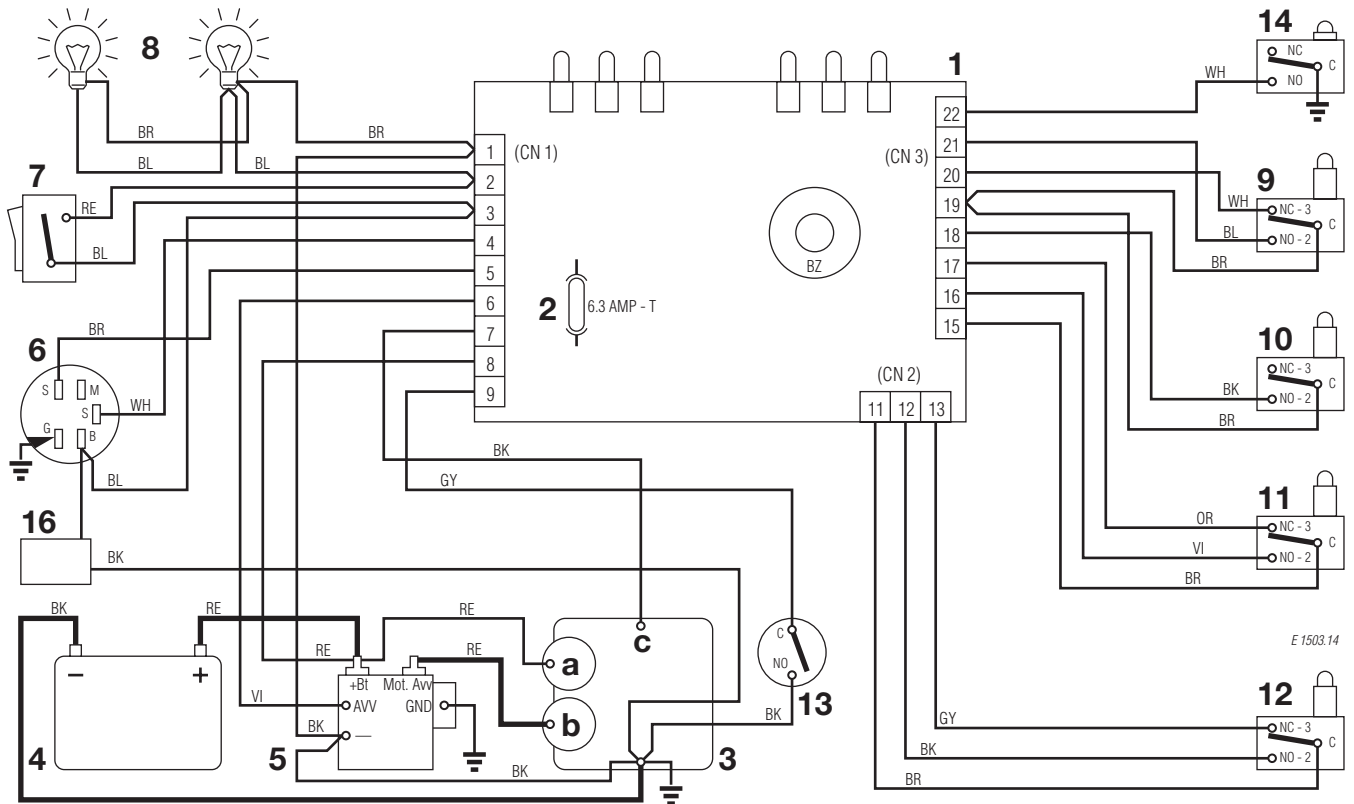 8
14
1
NC
C
WH
NO
22
BR
BR
1
(CN 1)
21
(CN 3)
BL
BL
2
20
9
7
WH
NC - 3
RE
3
19
C
BL
NO - 2
BL
4
18
BR
5
17
BZ
6
16
2
6.3 AMP - T
10
BR
7
15
6
NC - 3
8
C
S
M
(CN 2)
BK
NO - 2
WH
S
9
BR
11
12
13
G
B
BK
BL
GY
11
16
OR
NC - 3
C
BK
VI
NO - 2
BR
BK
RE
RE
E 1503.14
c
C
RE
a
NO
–
+
+Bt
Mot. Avv
12
VI
AVV
GND
13
BK
GY
NC - 3
b
BK
—
C
4
5
3
BK
NO - 2
BK
BR